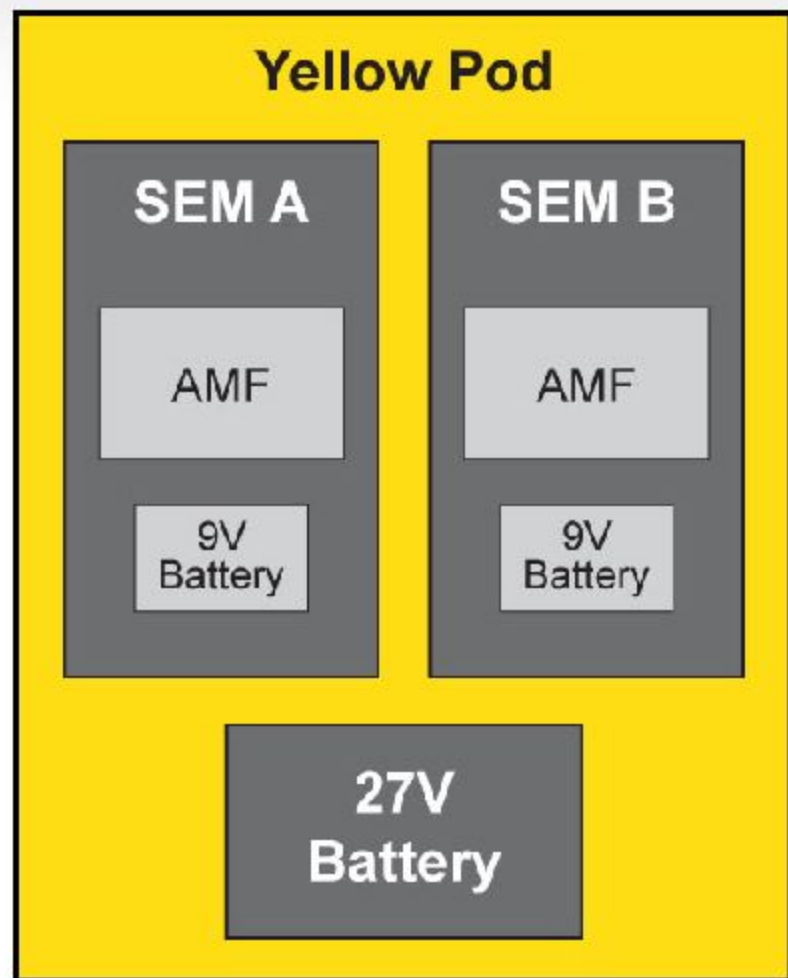 Yellow Pod
SEM A
AMF
9V
Battery
SEM B
AMF
9V
Battery
27V
Battery